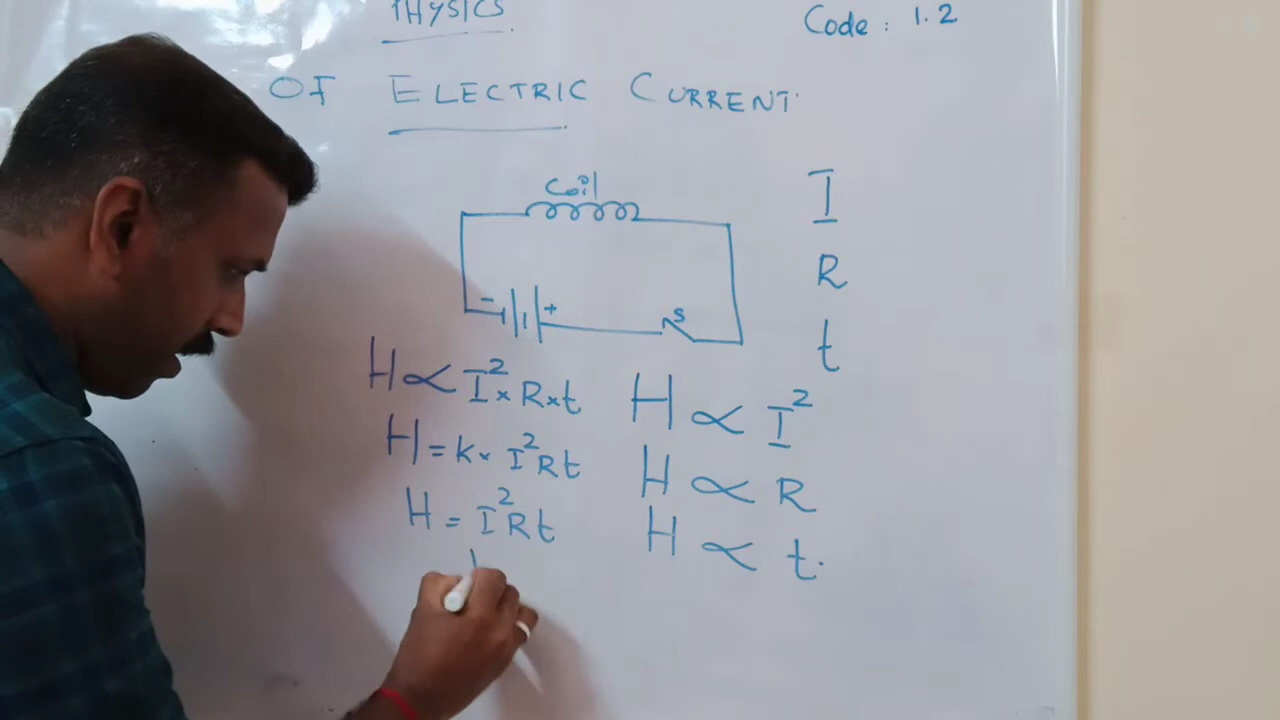 PHYSICS
Code : 1.2
OF ELECTRIC CURRENT
Coil
I
R
t
- + S
H ∝ I² × R × t
H = k × I²Rt
H = I²Rt
H ∝ I²
H ∝ R
H ∝ t.